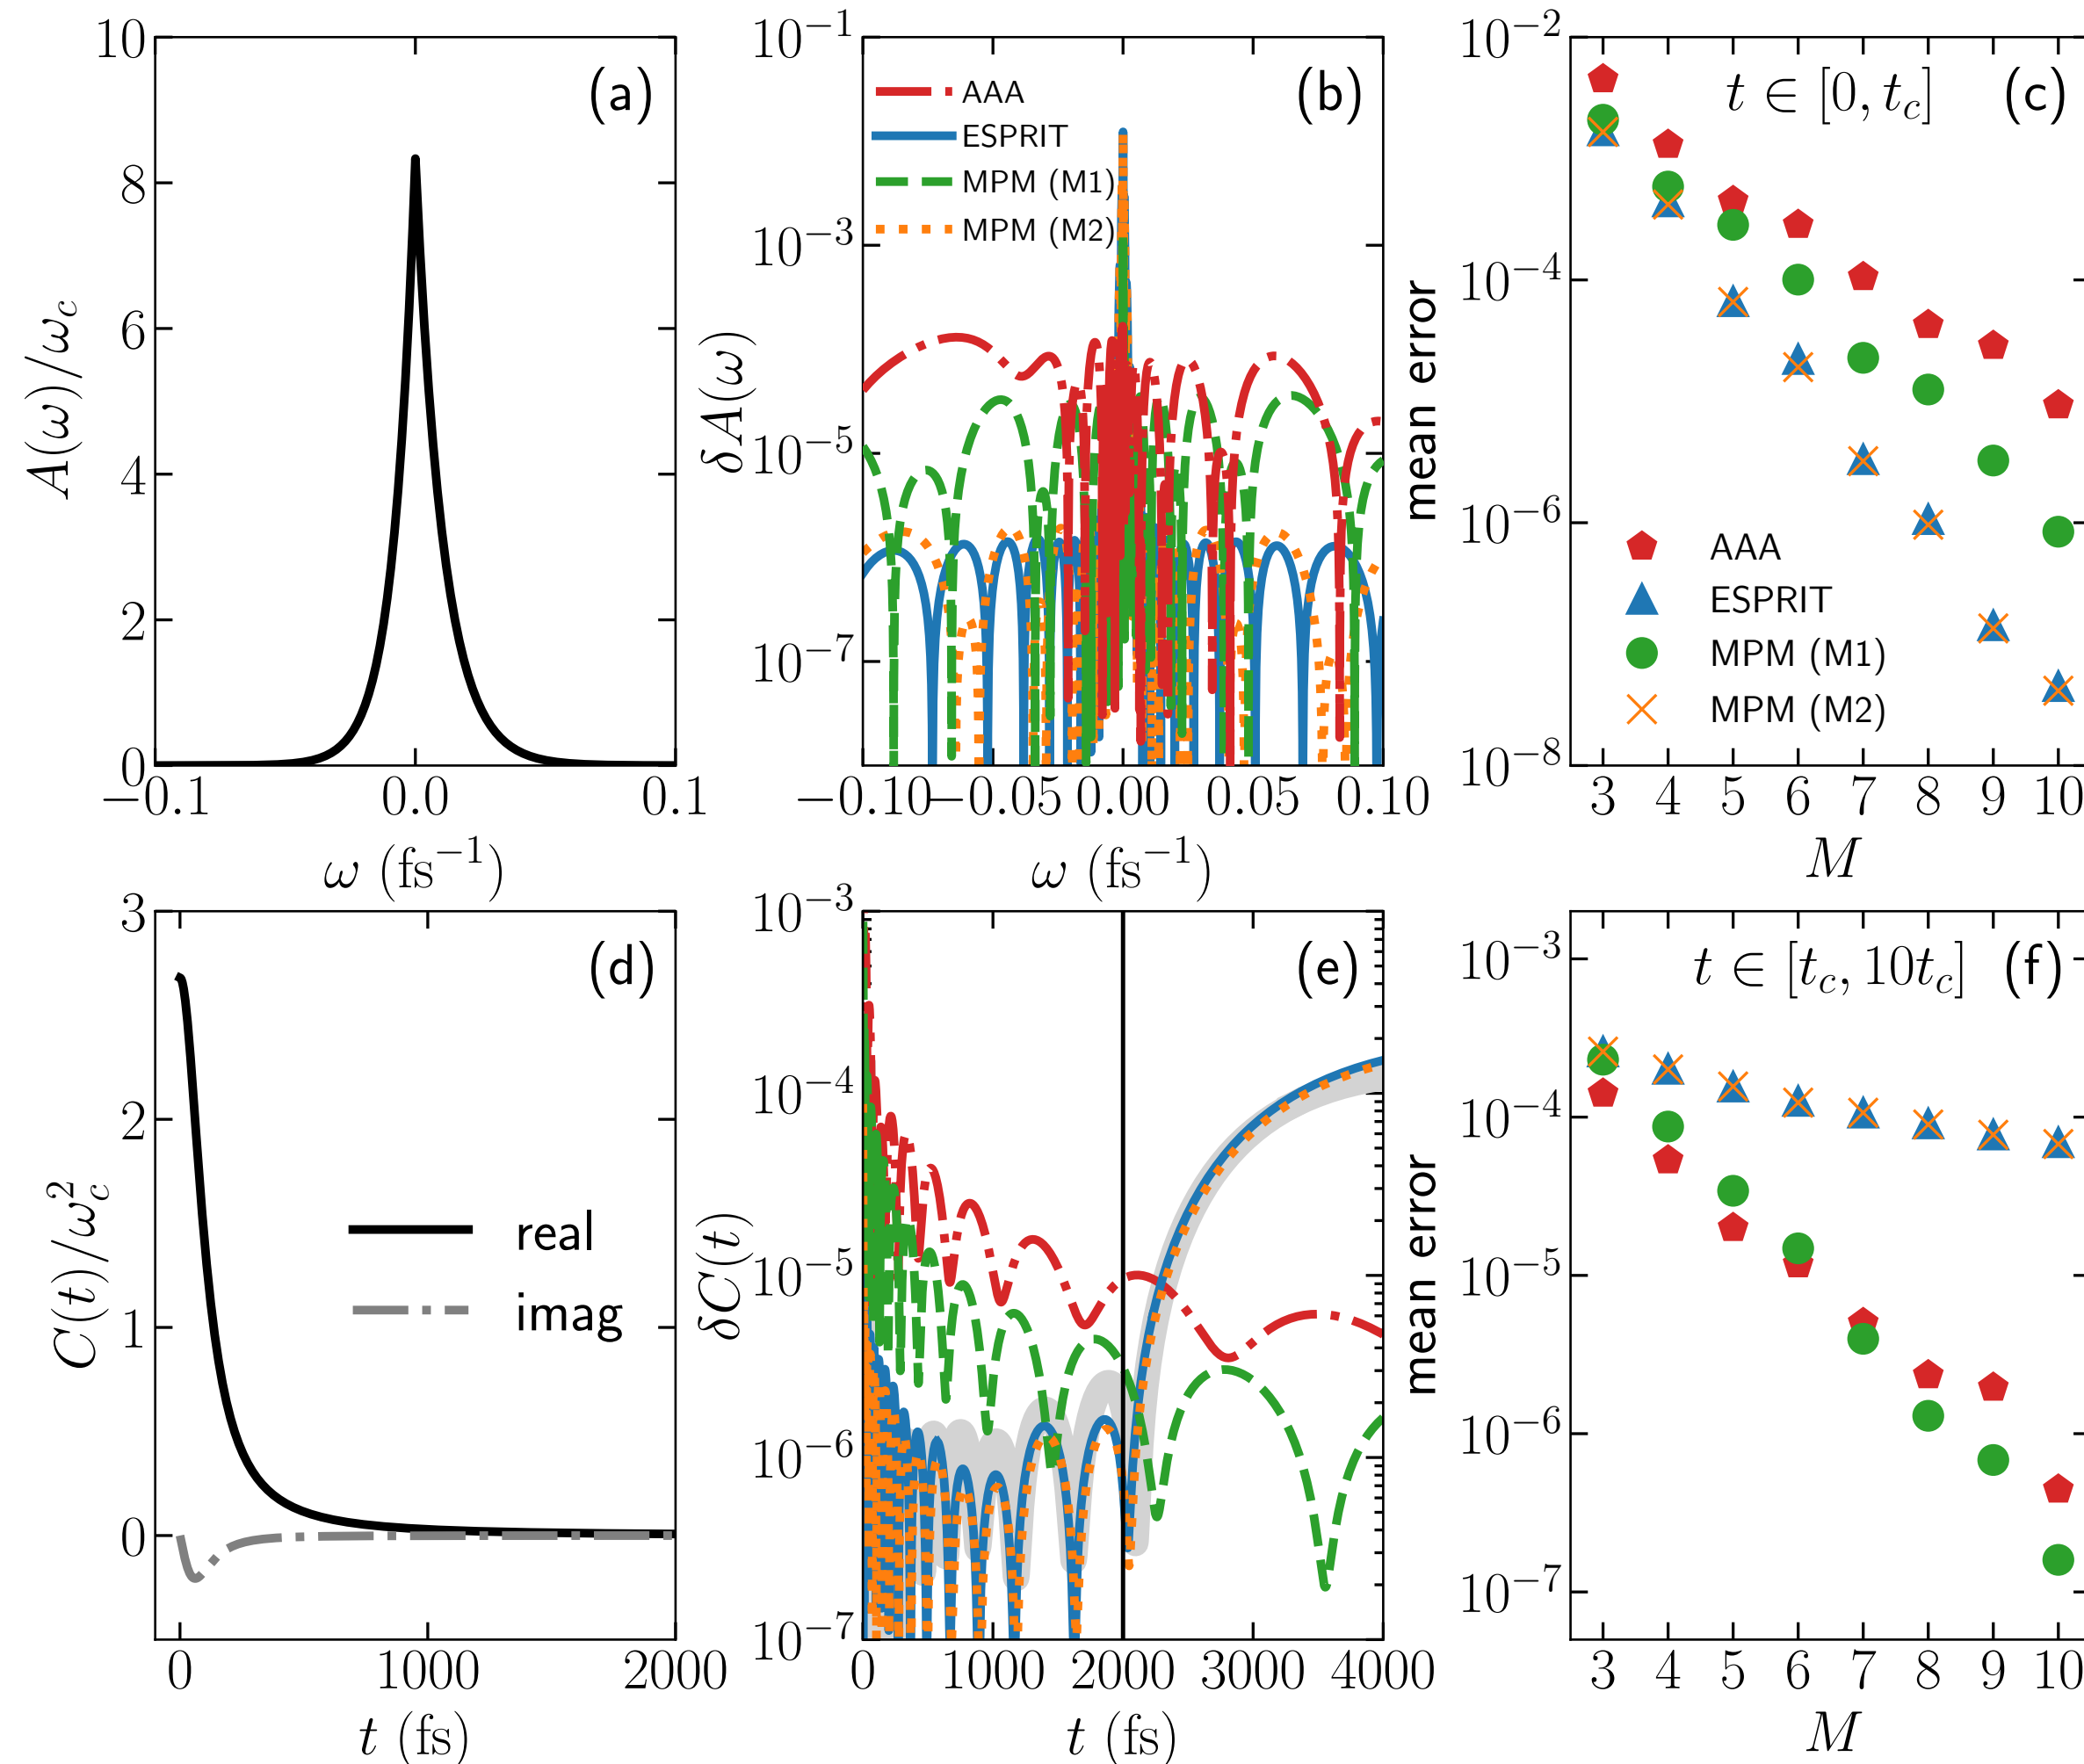 (a)
A(ω)/ω_c
10
8
6
4
2
0
−0.1 0.0 0.1
ω (fs⁻¹)
(b)
δA(ω)
10⁻¹
10⁻³
10⁻⁵
10⁻⁷
AAA
ESPRIT
MPM (M1)
MPM (M2)
−0.10 −0.05 0.00 0.05 0.10
ω (fs⁻¹)
(c)
t ∈ [0, t_c]
mean error
10⁻²
10⁻⁴
10⁻⁶
10⁻⁸
AAA
ESPRIT
MPM (M1)
MPM (M2)
3 4 5 6 7 8 9 10
M
(d)
C(t)/ω_c²
3
2
1
0
real
imag
0 1000 2000
t (fs)
(e)
δC(t)
10⁻³
10⁻⁴
10⁻⁵
10⁻⁶
10⁻⁷
0 1000 2000 3000 4000
t (fs)
(f)
t ∈ [t_c, 10t_c]
mean error
10⁻³
10⁻⁴
10⁻⁵
10⁻⁶
10⁻⁷
3 4 5 6 7 8 9 10
M